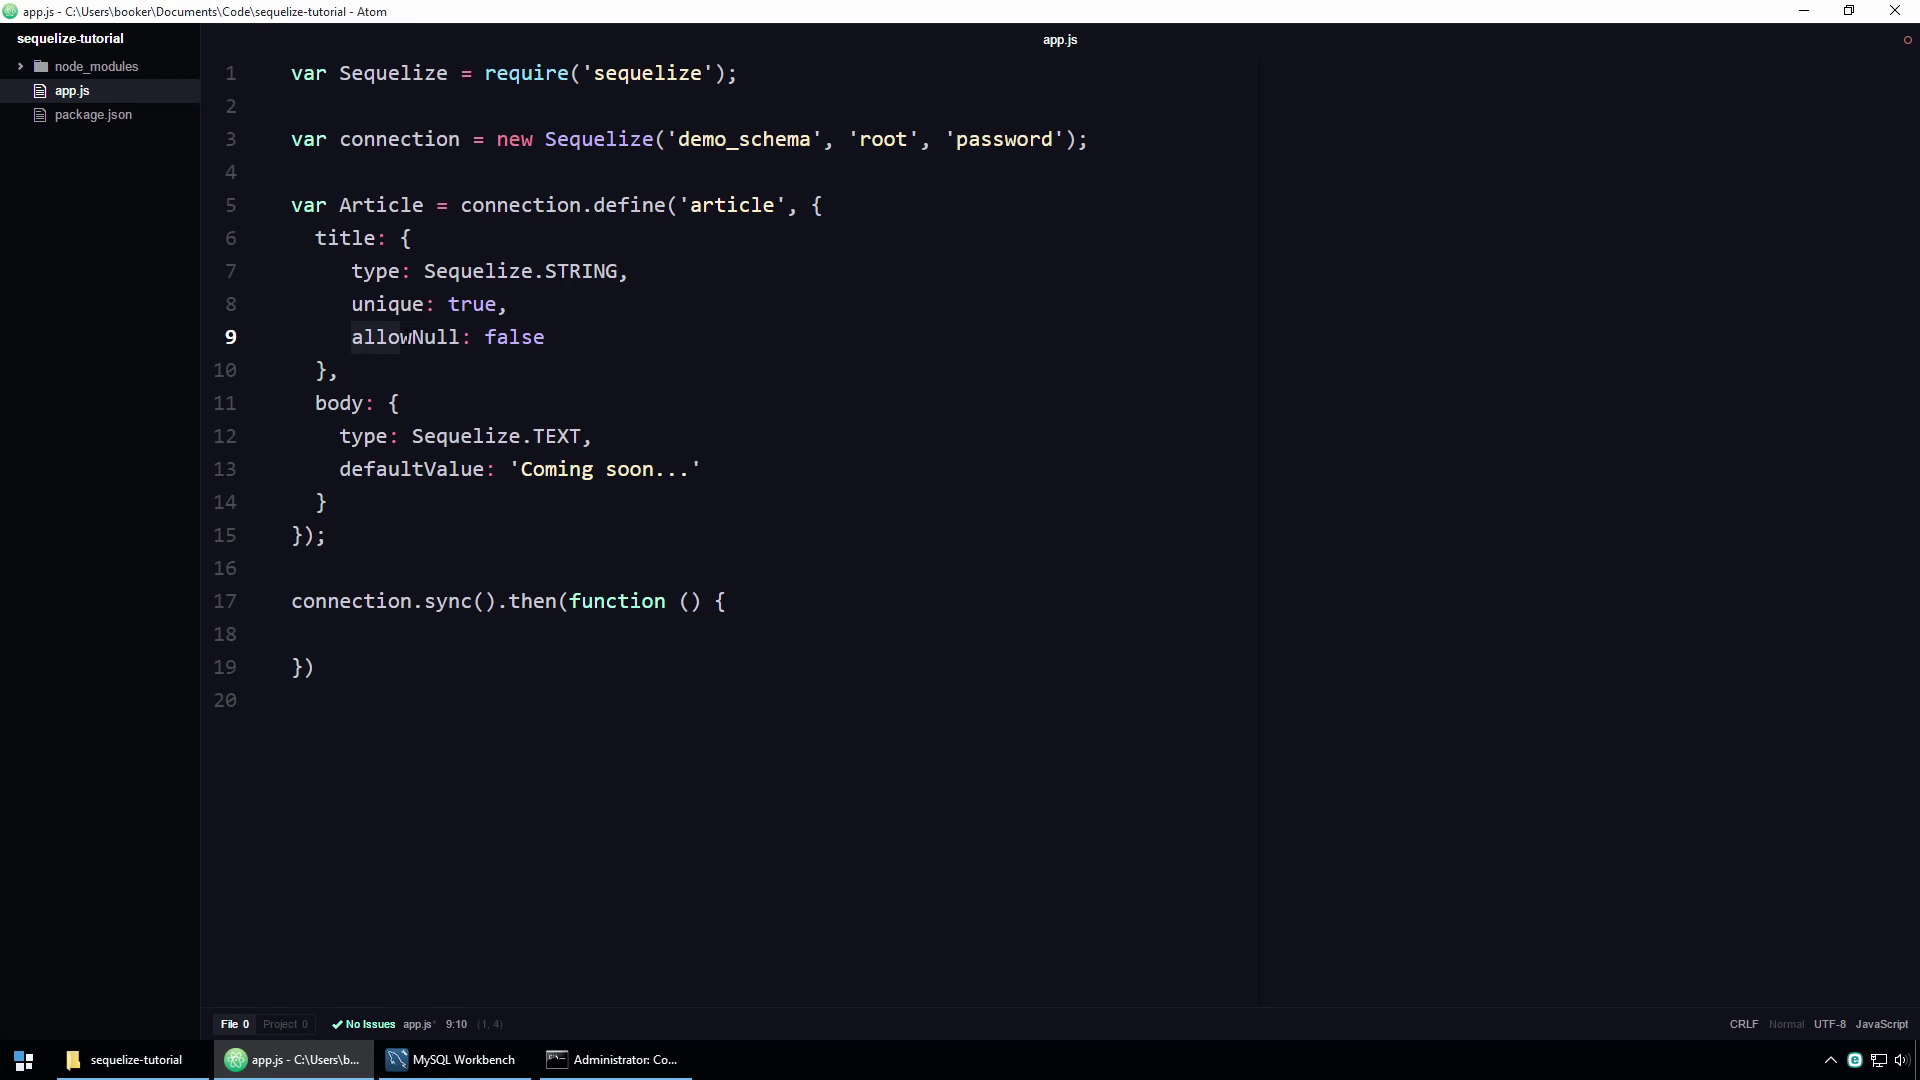 app.js - C:\Users\booker\Documents\Code\sequelize-tutorial - Atom
sequelize-tutorial
node_modules
app.js
package.json
app.js
1 var Sequelize = require('sequelize');
2
3 var connection = new Sequelize('demo_schema', 'root', 'password');
4
5 var Article = connection.define('article', {
6 title: {
7 type: Sequelize.STRING,
8 unique: true,
9 allowNull: false
10 },
11 body: {
12 type: Sequelize.TEXT,
13 defaultValue: 'Coming soon...'
14 }
15 });
16
17 connection.sync().then(function () {
18
19 })
20
File 0 Project 0 No Issues app.js* 9:10 (1, 4) CRLF Normal UTF-8 JavaScript
sequelize-tutorial app.js - C:\Users\b... MySQL Workbench Administrator: Co...